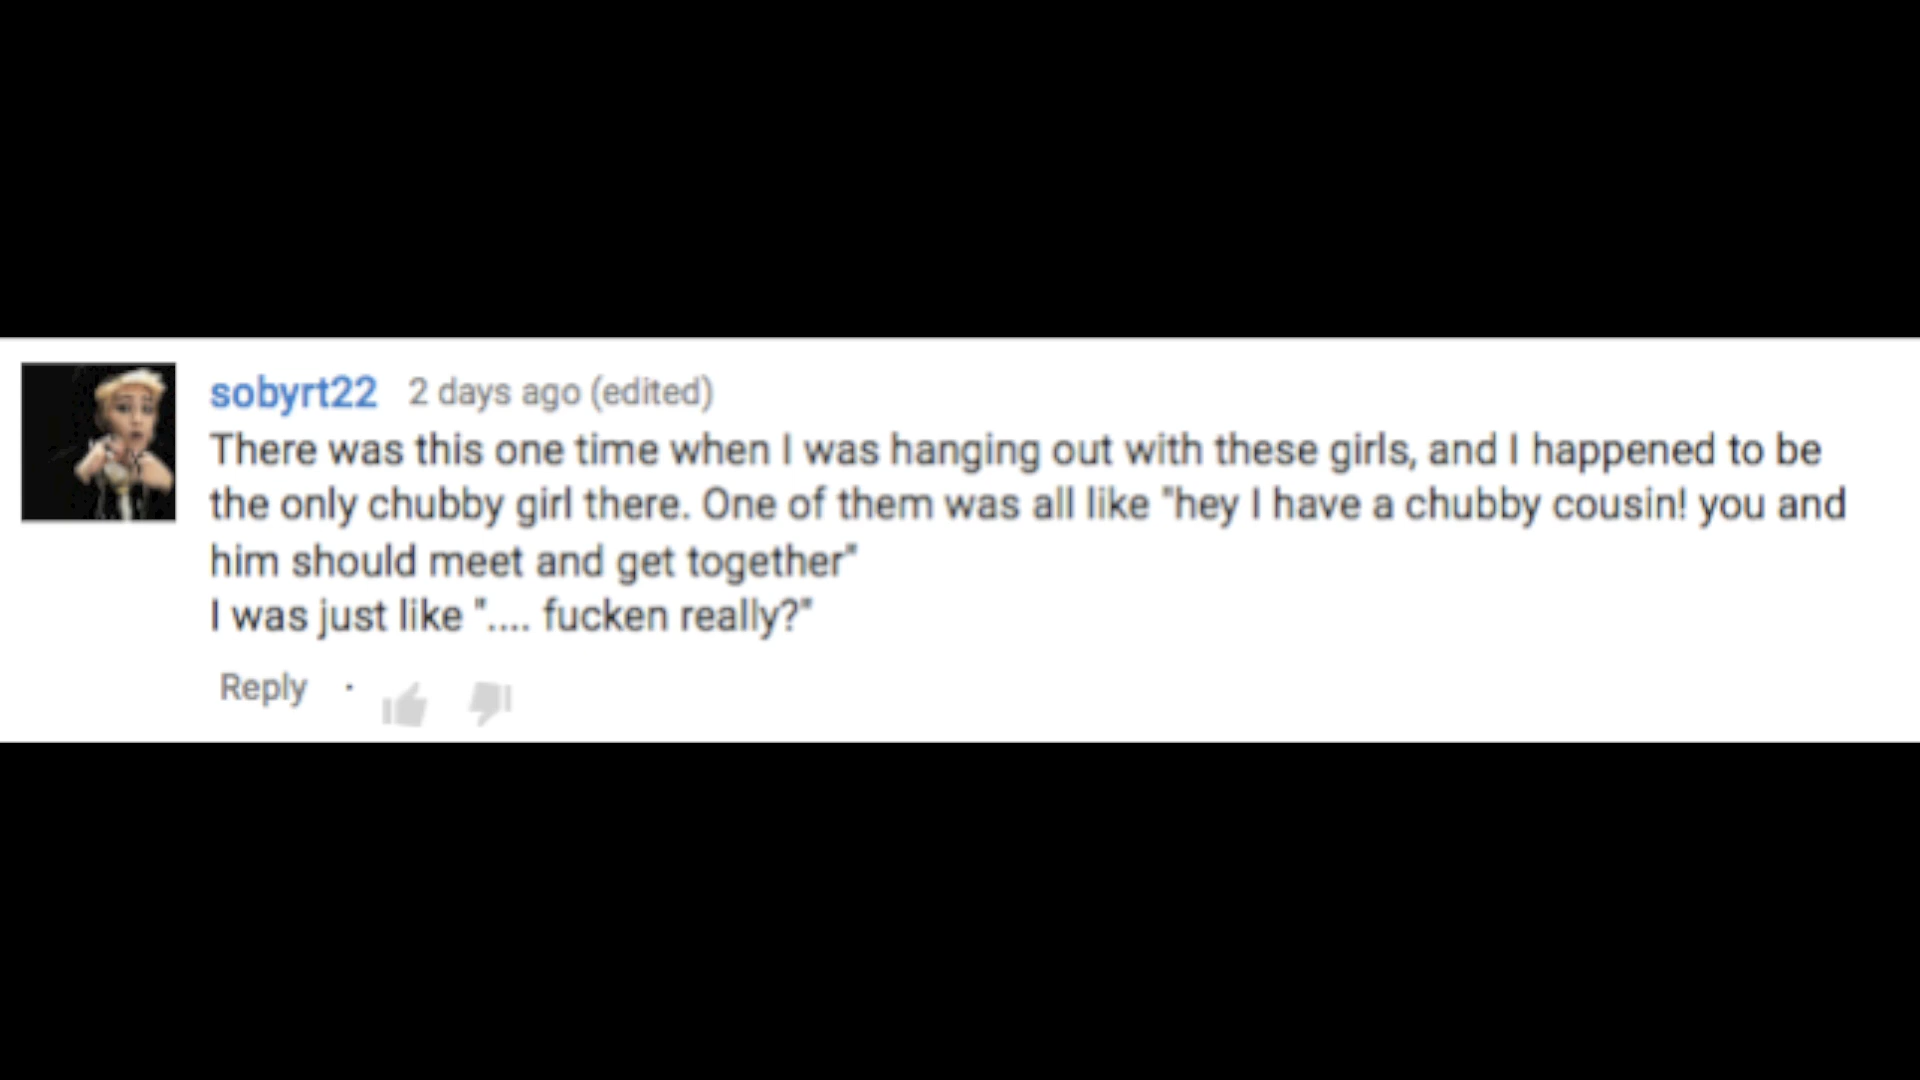 sobyrt22 2 days ago (edited)
There was this one time when I was hanging out with these girls, and I happened to be
the only chubby girl there. One of them was all like "hey I have a chubby cousin! you and
him should meet and get together"
I was just like ".... fucken really?"
Reply ·